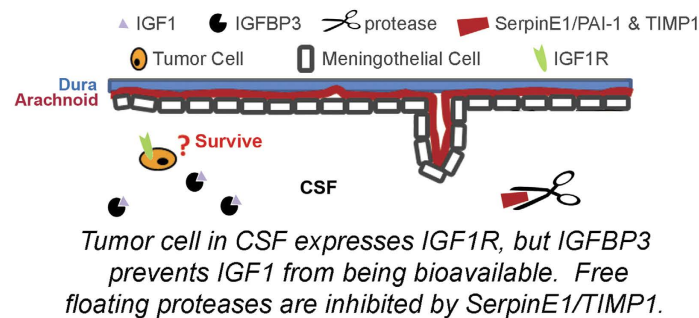 IGF1 IGFBP3 protease SerpinE1/PAI-1 & TIMP1
Tumor Cell Meningothelial Cell IGF1R
Dura
Arachnoid
? Survive
CSF
Tumor cell in CSF expresses IGF1R, but IGFBP3
prevents IGF1 from being bioavailable. Free
floating proteases are inhibited by SerpinE1/TIMP1.